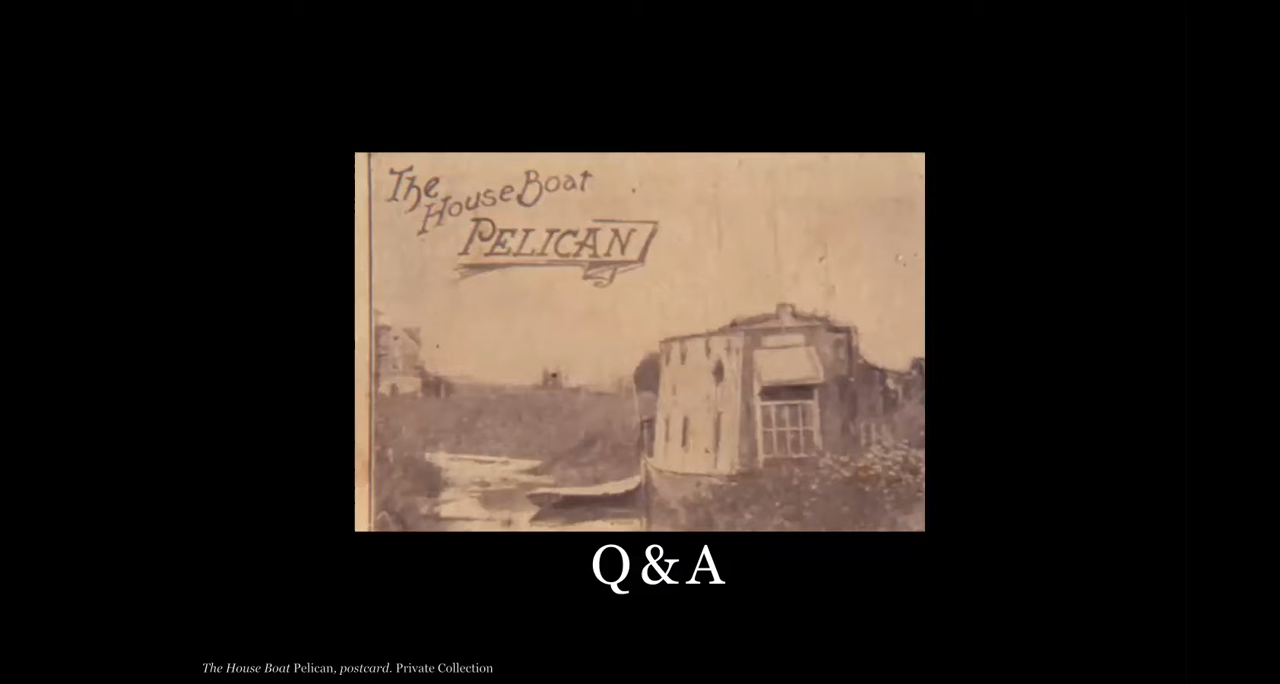 The
House Boat
PELICAN
Q & A
The House Boat Pelican, postcard. Private Collection